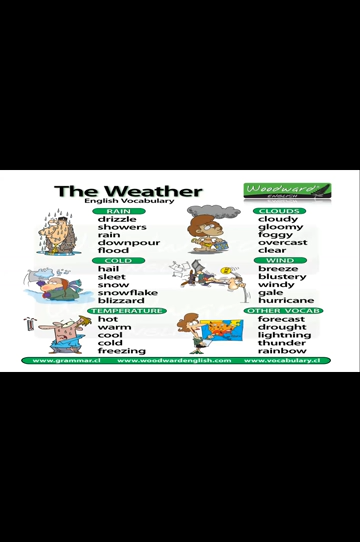 The Weather
English Vocabulary
Woodward
ENGLISH
RAIN
drizzle
showers
rain
downpour
flood
CLOUDS
cloudy
gloomy
foggy
overcast
clear
COLD
hail
sleet
snow
snowflake
blizzard
WIND
breeze
blustery
windy
gale
hurricane
TEMPERATURE
hot
warm
cool
cold
freezing
OTHER VOCAB
forecast
drought
lightning
thunder
rainbow
www.grammar.cl www.woodwardenglish.com www.vocabulary.cl